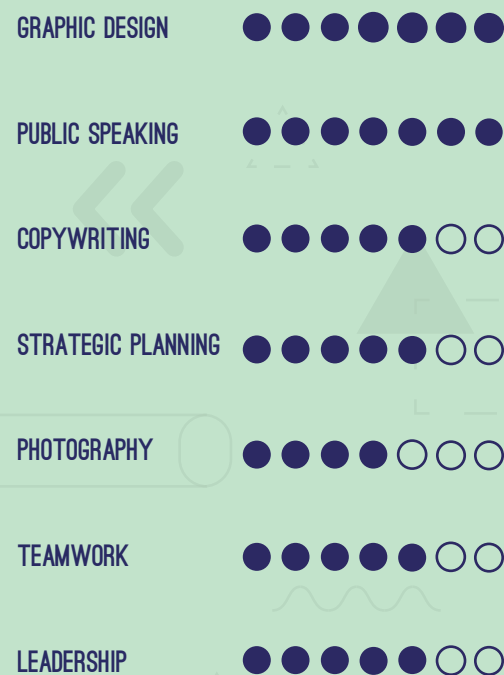 GRAPHIC DESIGN
PUBLIC SPEAKING
COPYWRITING
STRATEGIC PLANNING
PHOTOGRAPHY
TEAMWORK
LEADERSHIP